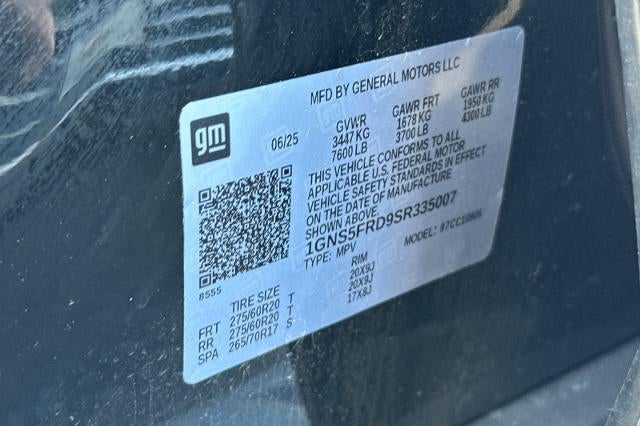 MFD BY GENERAL MOTORS LLC
gm
06/25
GVWR GAWR FRT GAWR RR
3447 KG 1678 KG 1950 KG
7600 LB 3700 LB 4300 LB
THIS VEHICLE CONFORMS TO ALL
APPLICABLE U.S. FEDERAL MOTOR
VEHICLE SAFETY STANDARDS IN EFFECT
ON THE DATE OF MANUFACTURE
SHOWN ABOVE.
1GNS5FRD9SR335007
TYPE: MPV MODEL:
8555
TIRE SIZE RIM
FRT 275/60R20 T 20X9J
RR 275/60R20 T 20X9J
SPA 265/70R17 S 17X8J